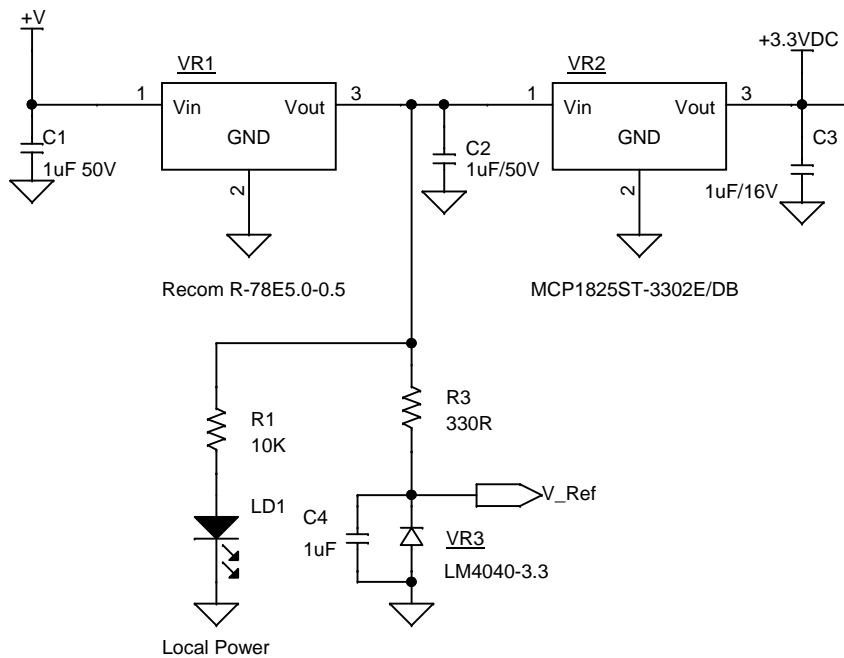 +V
VR1
1
Vin
Vout
3
GND
2
C1
1uF 50V
Recom R-78E5.0-0.5
C2
1uF/50V
VR2
1
Vin
Vout
3
GND
2
MCP1825ST-3302E/DB
+3.3VDC
C3
1uF/16V
R1
10K
LD1
Local Power
R3
330R
V_Ref
C4
1uF
VR3
LM4040-3.3